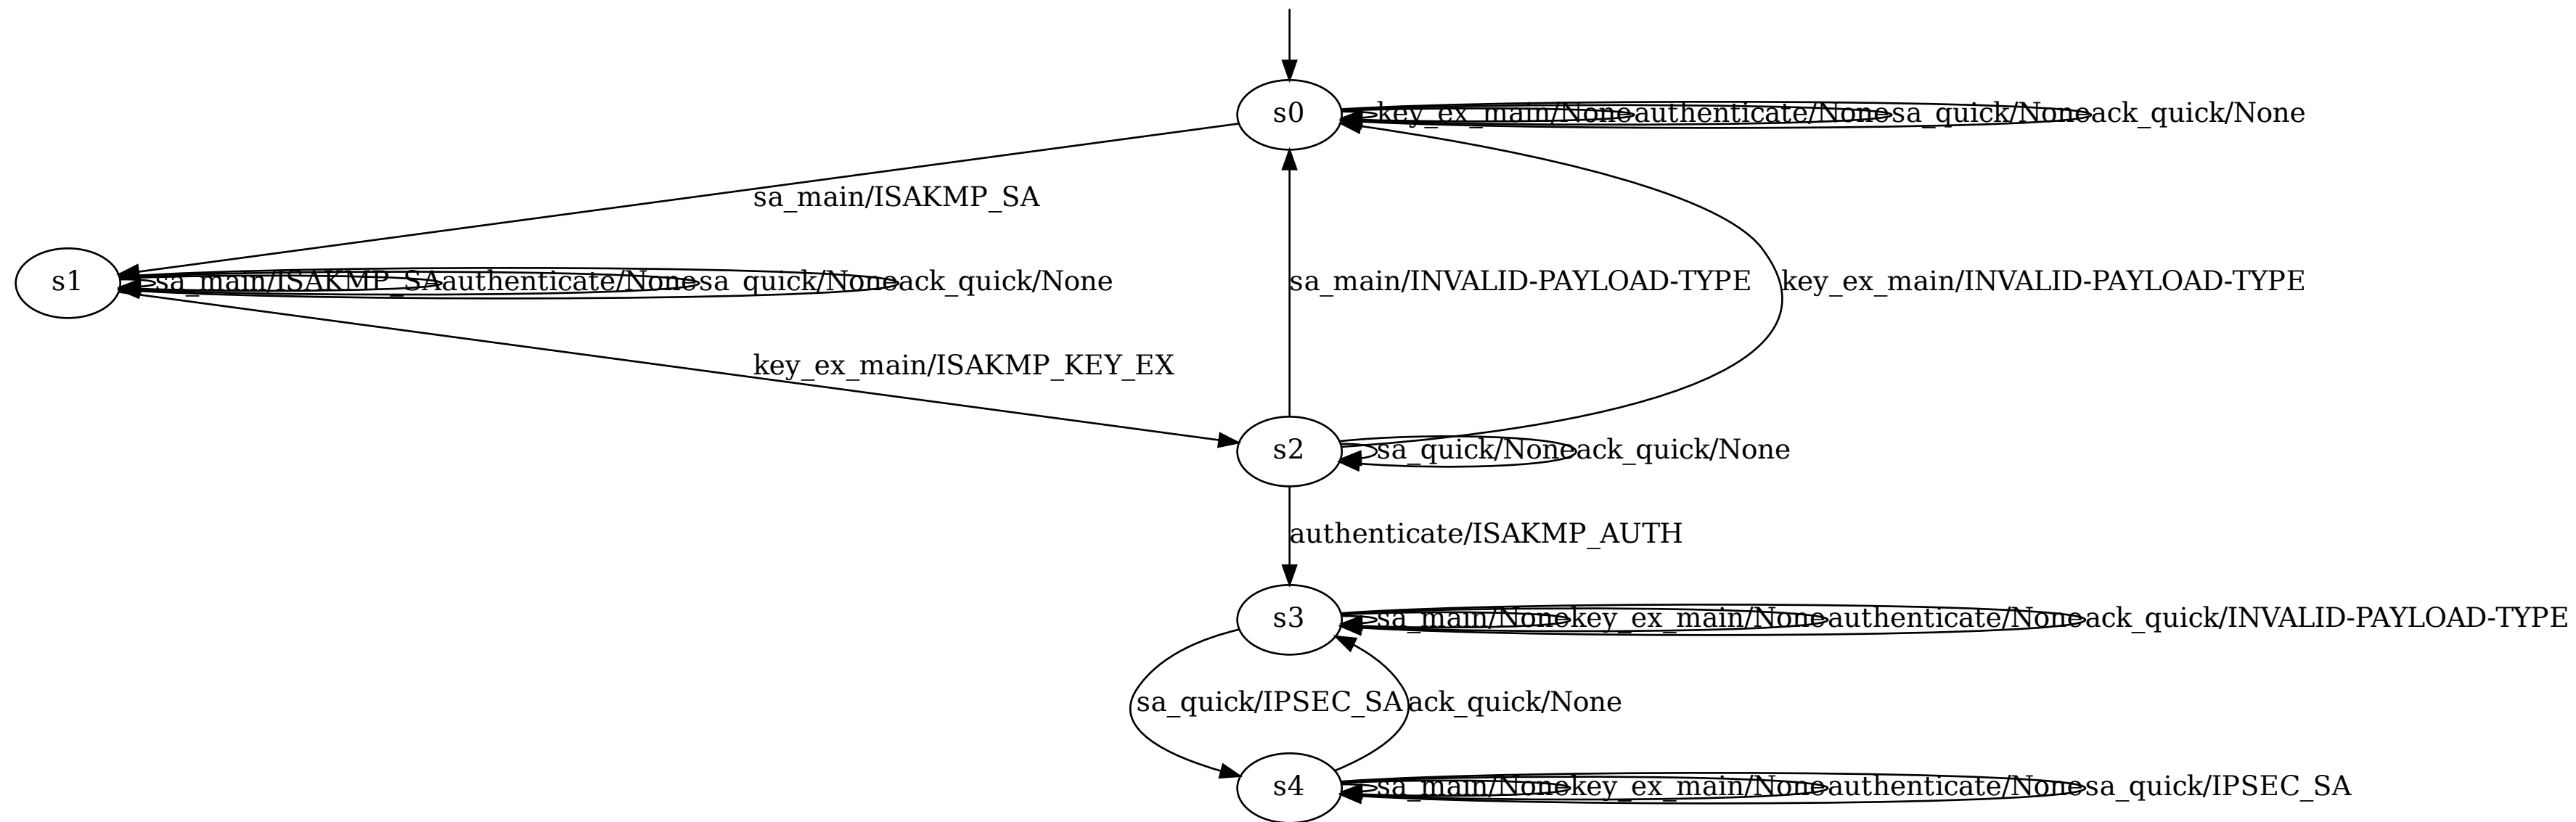 s0
key_ex_main/None
authenticate/None
sa_quick/None
ack_quick/None
sa_main/ISAKMP_SA
s1
sa_main/ISAKMP_SA
authenticate/None
sa_quick/None
ack_quick/None
sa_main/INVALID-PAYLOAD-TYPE
key_ex_main/INVALID-PAYLOAD-TYPE
key_ex_main/ISAKMP_KEY_EX
s2
sa_quick/None
ack_quick/None
authenticate/ISAKMP_AUTH
s3
sa_main/None
key_ex_main/None
authenticate/None
ack_quick/INVALID-PAYLOAD-TYPE
sa_quick/IPSEC_SA
ack_quick/None
s4
sa_main/None
key_ex_main/None
authenticate/None
sa_quick/IPSEC_SA